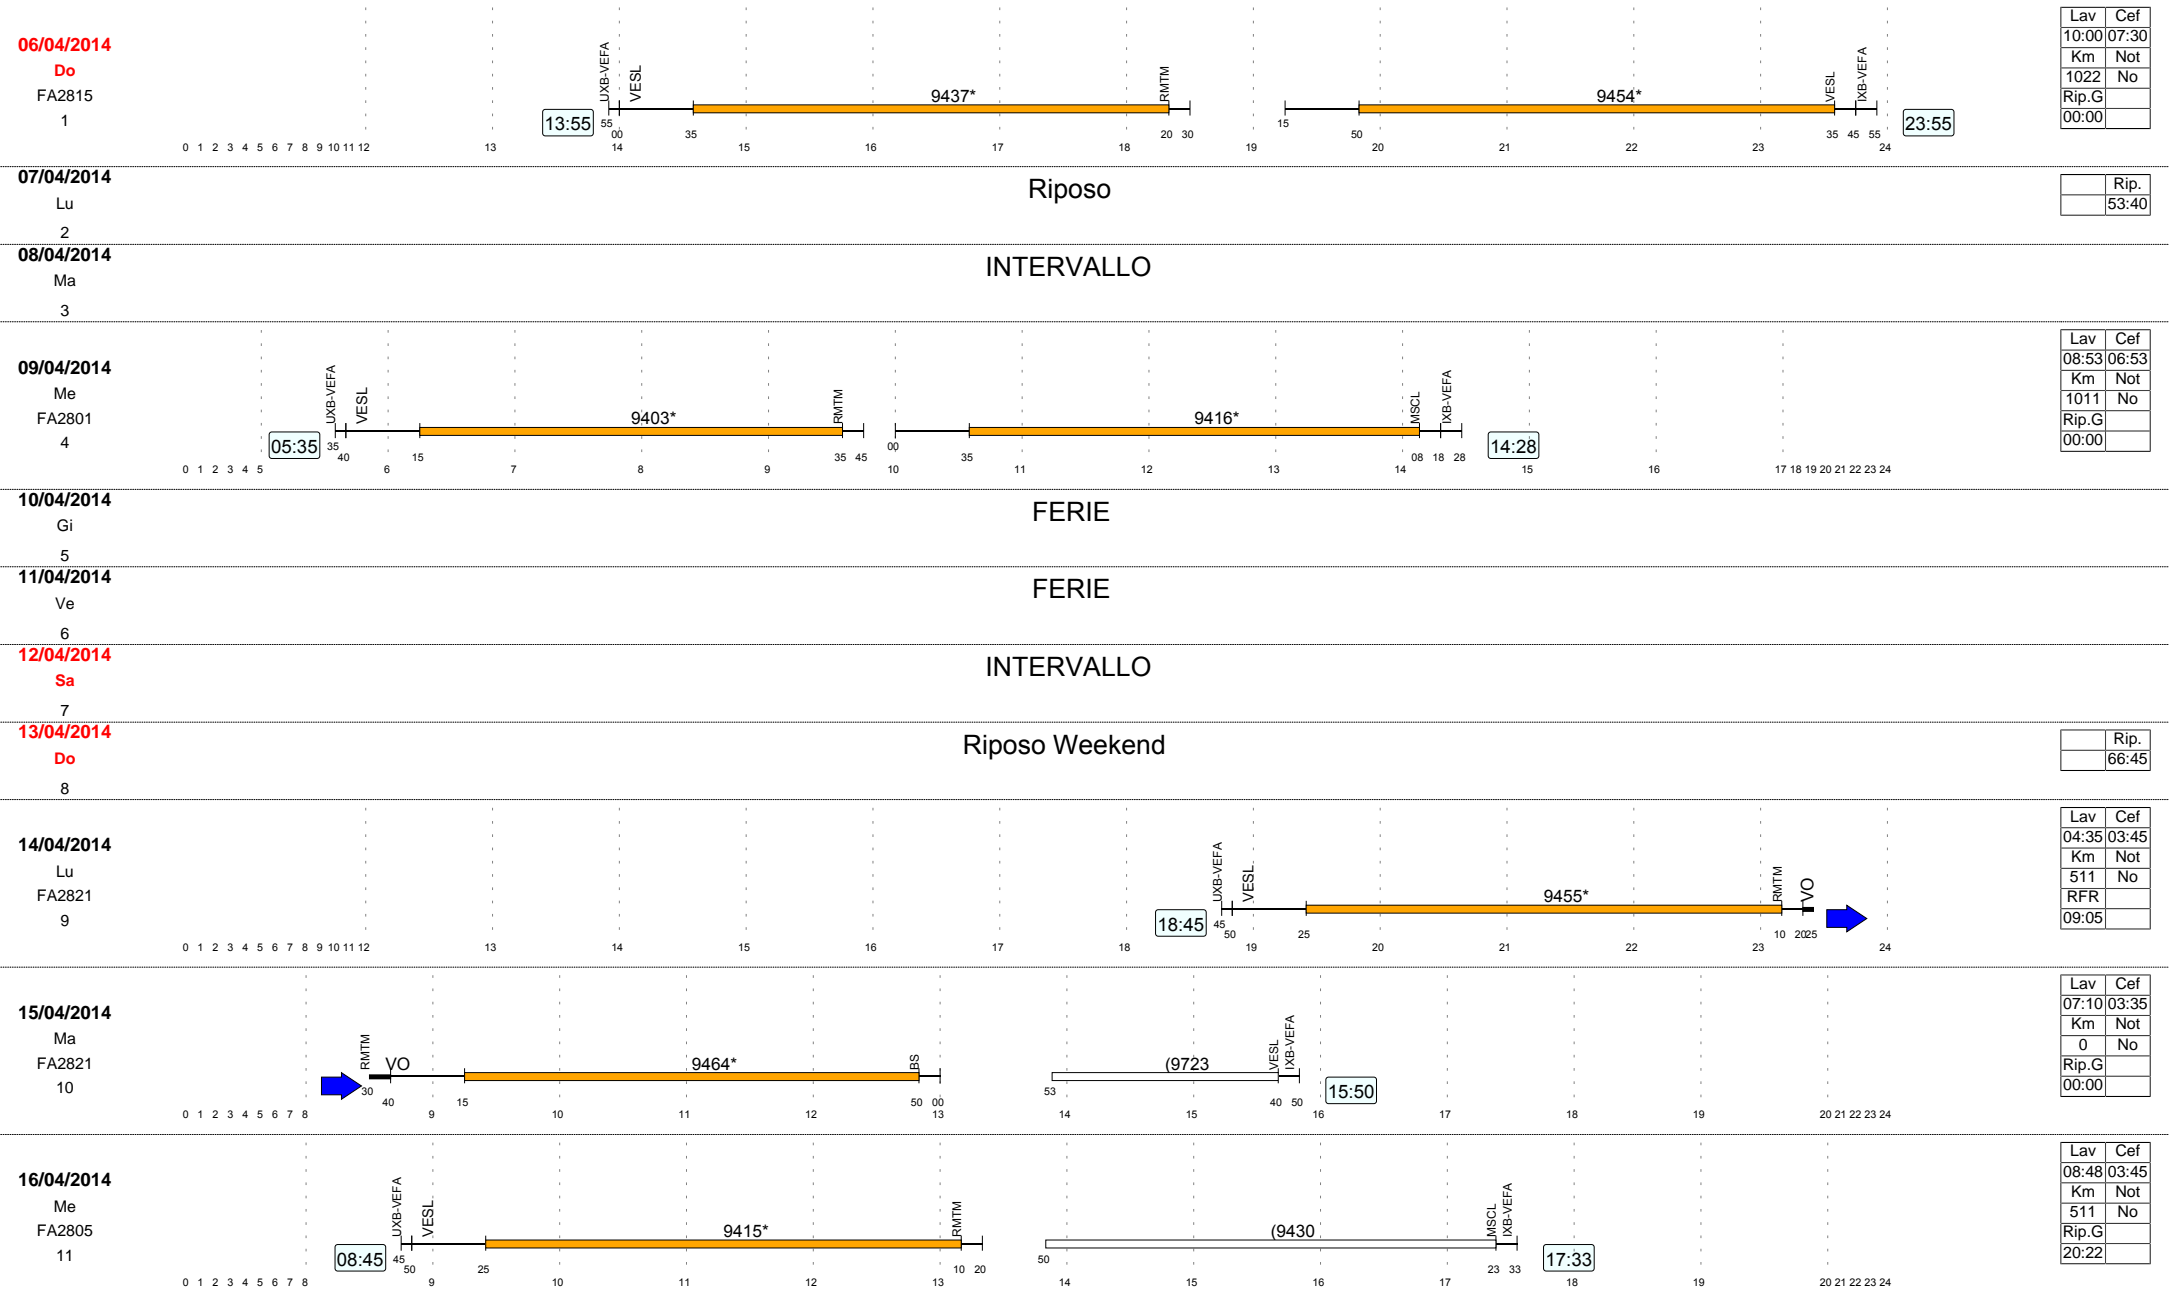 06/04/2014
Do
FA2815
1
13:55
UXB-VEFA
VESL
9437*
RMTM
9454*
VESL
IXB-VEFA
23:55
55 00 35 20 30 15 50 35 45 55
0 1 2 3 4 5 6 7 8 9 10 11 12 13 14 15 16 17 18 19 20 21 22 23 24
Lav Cef
10:00 07:30
Km Not
1022 No
Rip.G
00:00
07/04/2014
Lu
2
Riposo
Rip.
53:40
08/04/2014
Ma
3
INTERVALLO
09/04/2014
Me
FA2801
4
05:35
UXB-VEFA
VESL
9403*
RMTM
9416*
MSCL
IXB-VEFA
14:28
35 40 15 35 45 00 35 08 18 28
0 1 2 3 4 5 6 7 8 9 10 11 12 13 14 15 16 17 18 19 20 21 22 23 24
Lav Cef
08:53 06:53
Km Not
1011 No
Rip.G
00:00
10/04/2014
Gi
5
FERIE
11/04/2014
Ve
6
FERIE
12/04/2014
Sa
7
INTERVALLO
13/04/2014
Do
8
Riposo Weekend
Rip.
66:45
14/04/2014
Lu
FA2821
9
18:45
UXB-VEFA
VESL
9455*
RMTM
VO
45 50 25 10 20 25
0 1 2 3 4 5 6 7 8 9 10 11 12 13 14 15 16 17 18 19 20 21 22 23 24
Lav Cef
04:35 03:45
Km Not
511 No
RFR
09:05
15/04/2014
Ma
FA2821
10
RMTM
VO
9464*
BS
(9723
VESL
IXB-VEFA
15:50
30 40 15 50 00 53 40 50
0 1 2 3 4 5 6 7 8 9 10 11 12 13 14 15 16 17 18 19 20 21 22 23 24
Lav Cef
07:10 03:35
Km Not
0 No
Rip.G
00:00
16/04/2014
Me
FA2805
11
08:45
UXB-VEFA
VESL
9415*
RMTM
(9430
MSCL
IXB-VEFA
17:33
45 50 25 10 20 50 23 33
0 1 2 3 4 5 6 7 8 9 10 11 12 13 14 15 16 17 18 19 20 21 22 23 24
Lav Cef
08:48 03:45
Km Not
511 No
Rip.G
20:22